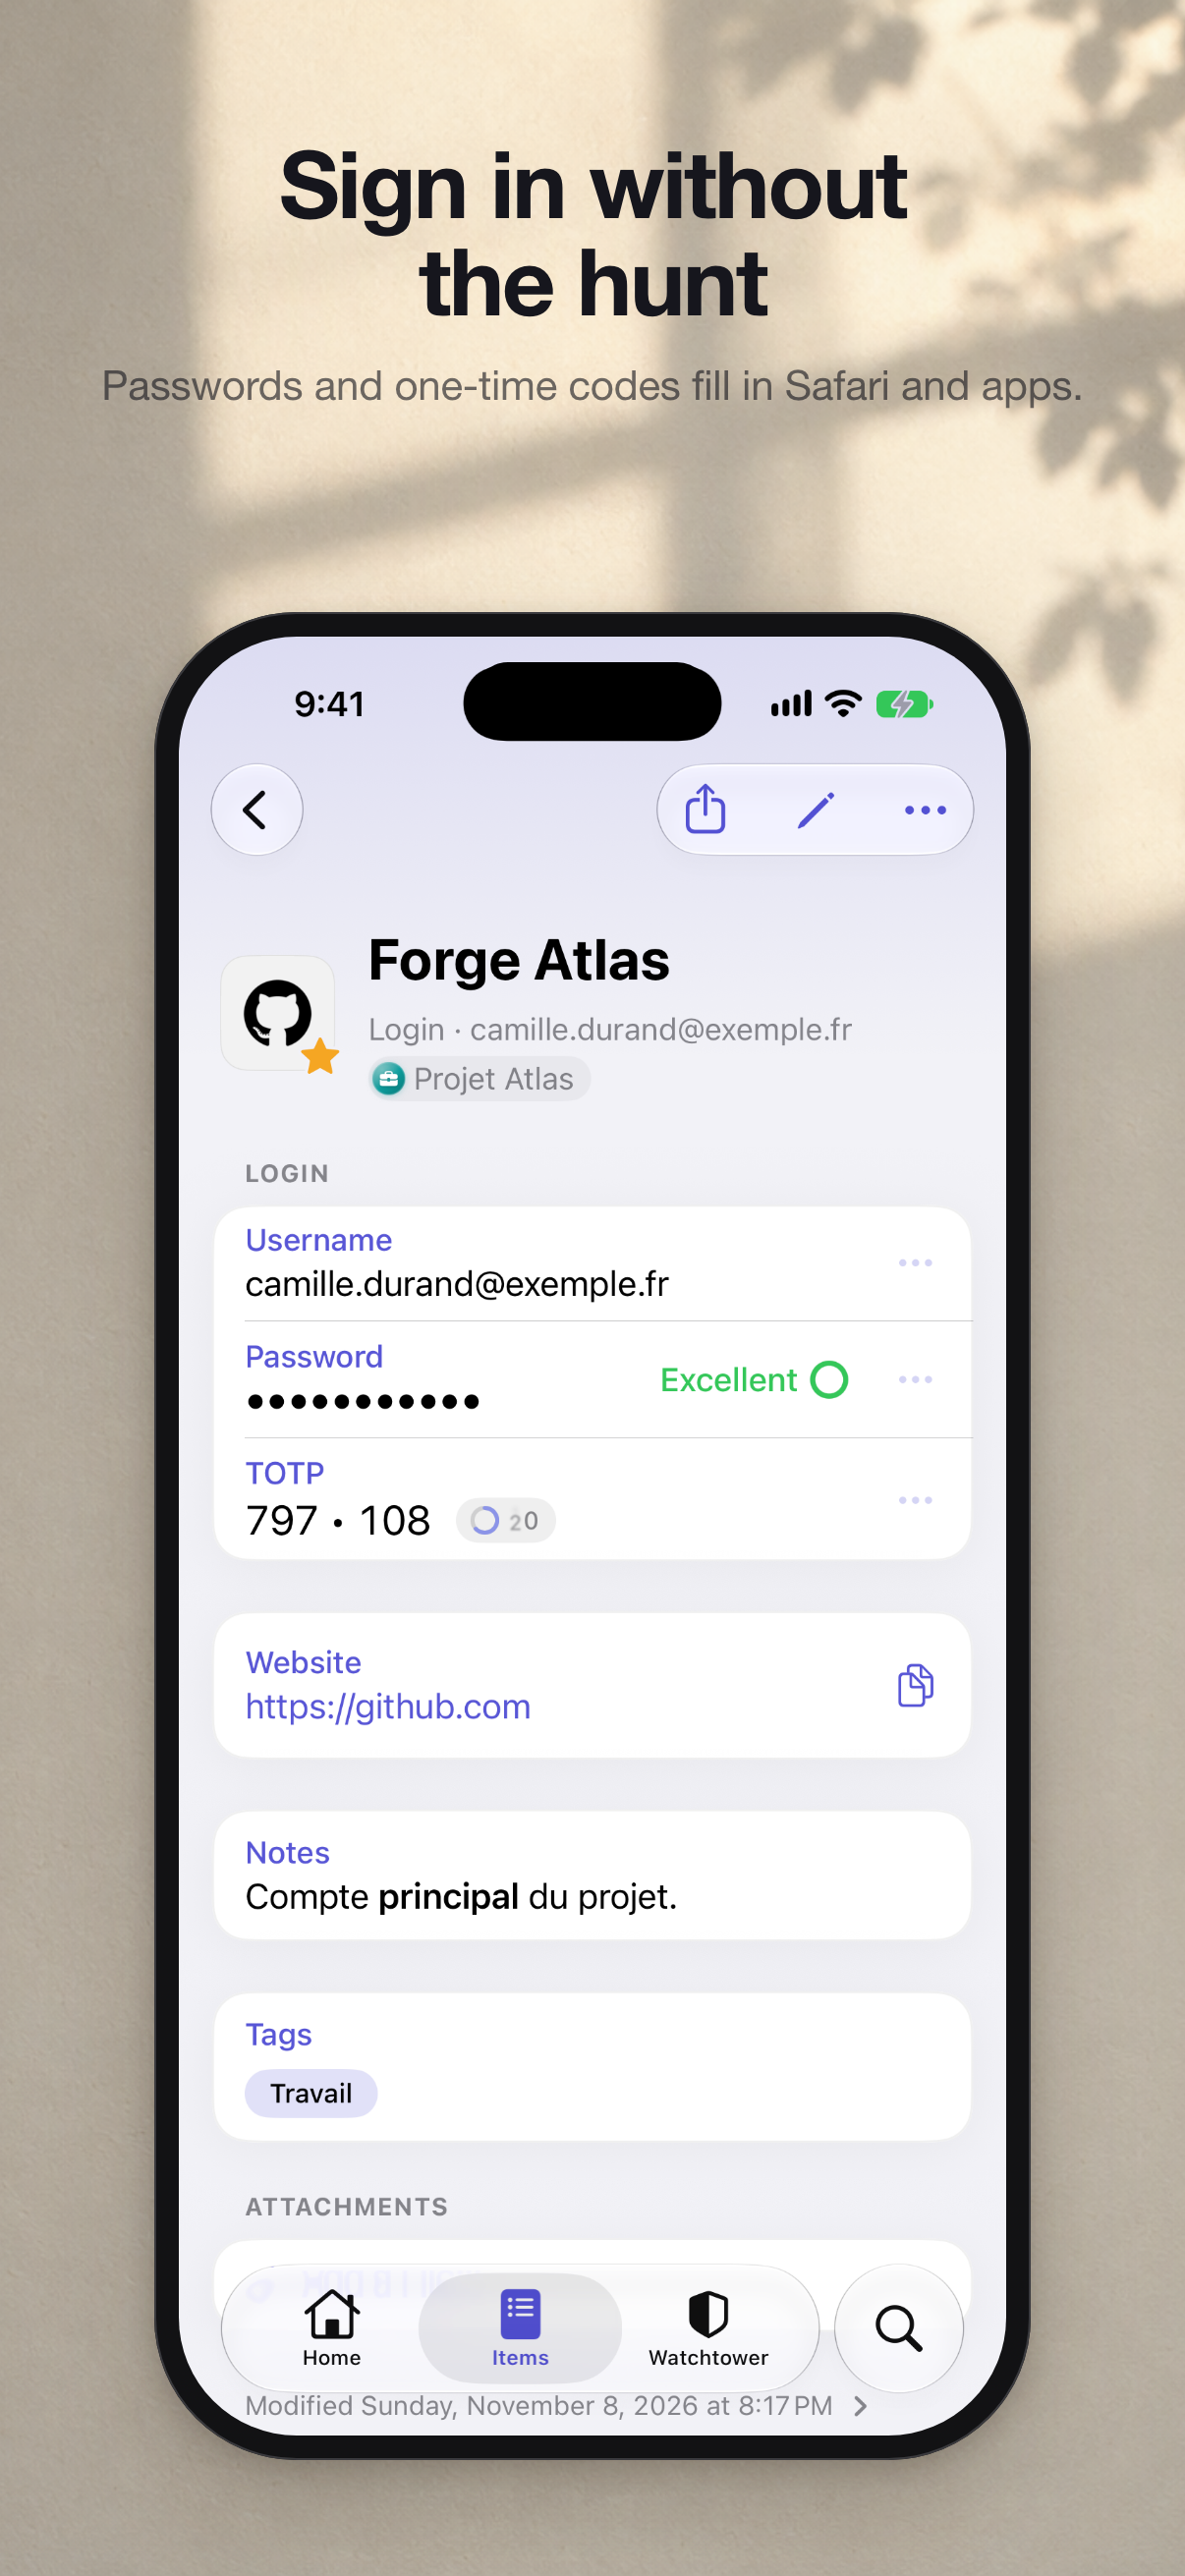 Sign in without
the hunt
Passwords and one-time codes fill in Safari and apps.
9:41
Forge Atlas
Login · camille.durand@exemple.fr
Projet Atlas
LOGIN
Username
camille.durand@exemple.fr
Password
Excellent
TOTP
797 • 108 20
Website
https://github.com
Notes
Compte principal du projet.
Tags
Travail
ATTACHMENTS
Home Items Watchtower
Modified Sunday, November 8, 2026 at 8:17 PM